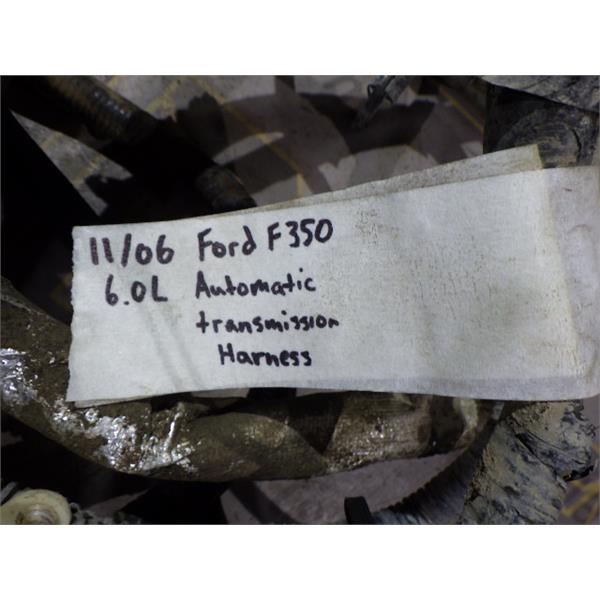 11/06 Ford F350
6.0L Automatic
transmission
Harness